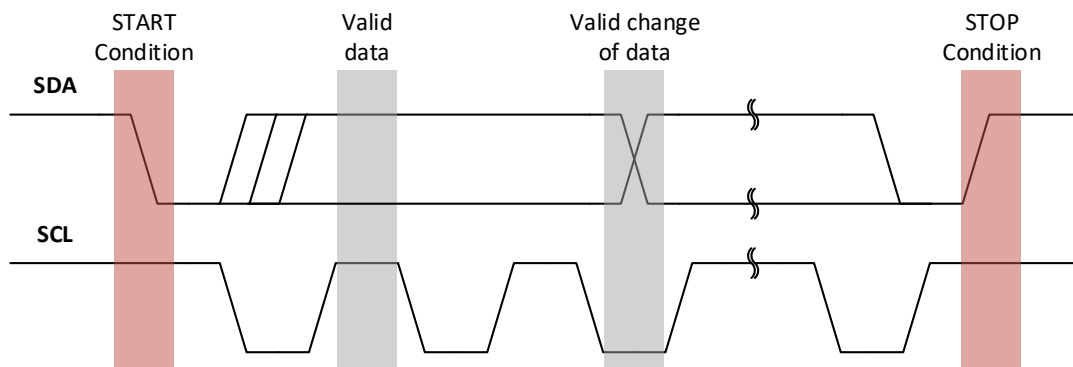 START
Condition
Valid
data
Valid change
of data
STOP
Condition
SDA
SCL